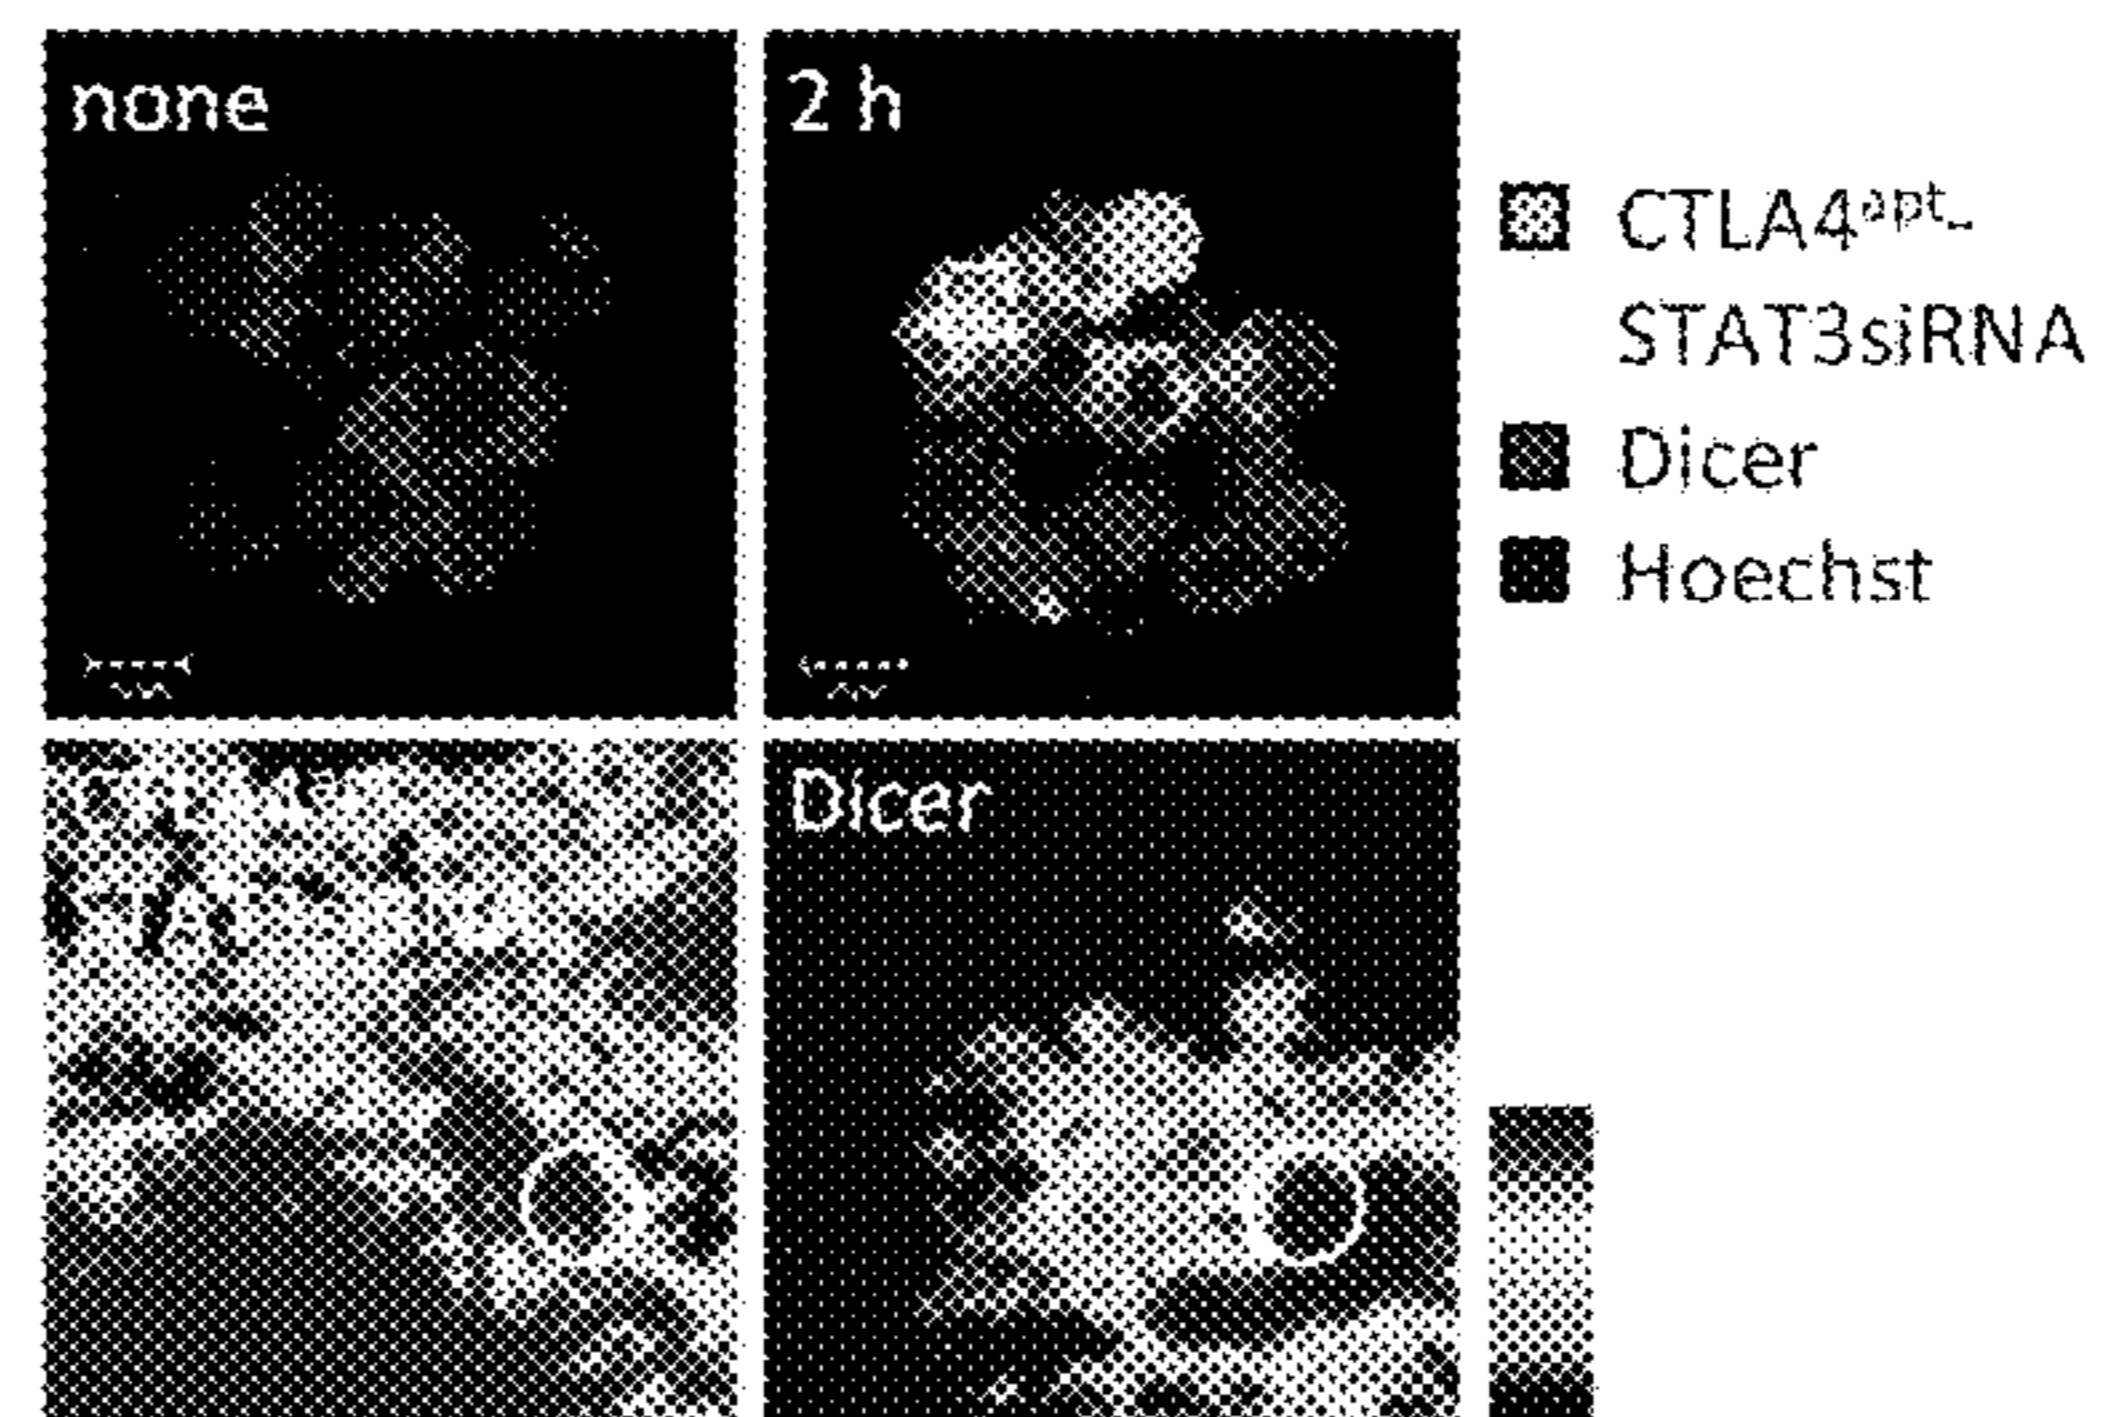 none
2 h
CTLA4ᵃᵖᵗ-
STAT3siRNA
Dicer
Hoechst
Dicer